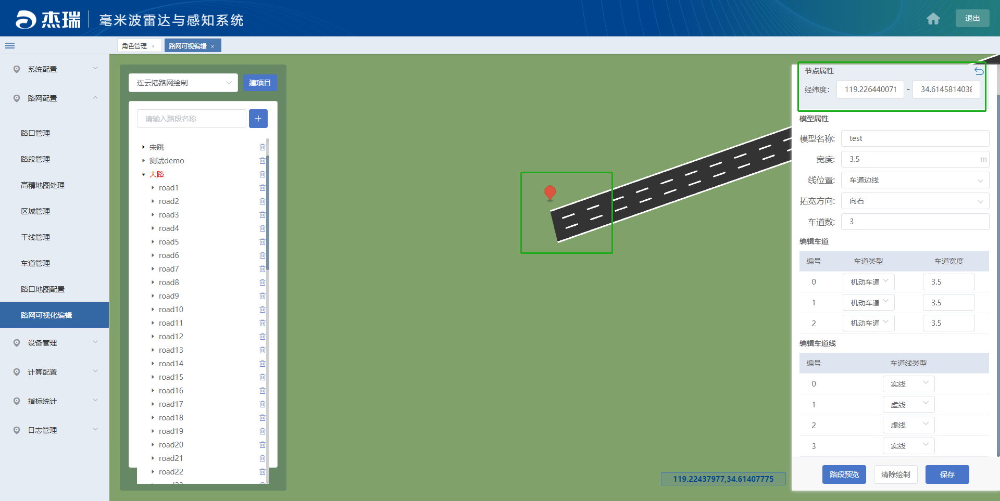 杰瑞
毫米波雷达与感知系统
退出
角色管理 ×
路网可视编辑 ×
系统配置
路网配置
路口管理
路段管理
高精地图处理
区域管理
干线管理
车道管理
路口地图配置
路网可视化编辑
设备管理
计算配置
指标统计
日志管理
连云港路网绘制
建项目
请输入路段名称
+
宋跳
测试demo
大路
road1
road2
road3
road4
road5
road6
road7
road8
road9
road10
road11
road12
road13
road14
road15
road16
road17
road18
road19
road20
road21
road22
119.22437977,34.61407775
节点属性
经纬度: 119.226440071 - 34.6145814038
模型属性
模型名称: test
宽度: 3.5 m
线位置: 车道边线
拓宽方向: 向右
车道数: 3
编辑车道
编号 车道类型 车道宽度
0 机动车道 3.5
1 机动车道 3.5
2 机动车道 3.5
编辑车道线
编号 车道线类型
0 实线
1 虚线
2 虚线
3 实线
路段预览 清除绘制 保存